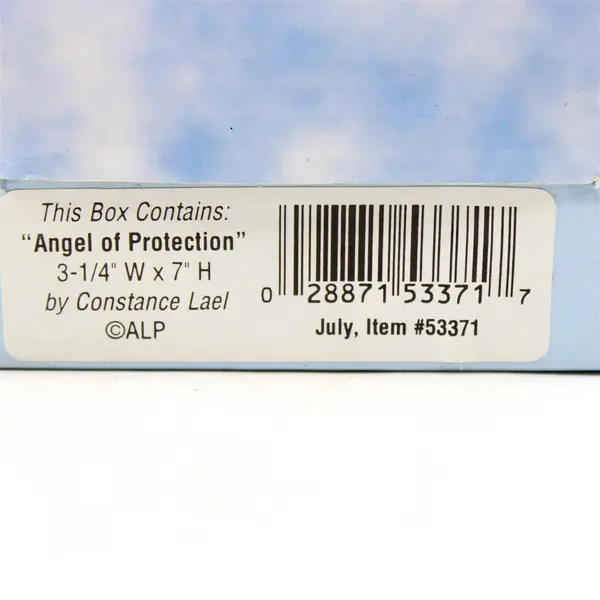 This Box Contains:
"Angel of Protection"
3-1/4" W x 7" H
by Constance Lael
©ALP
0 28871 53371 7
July, Item #53371